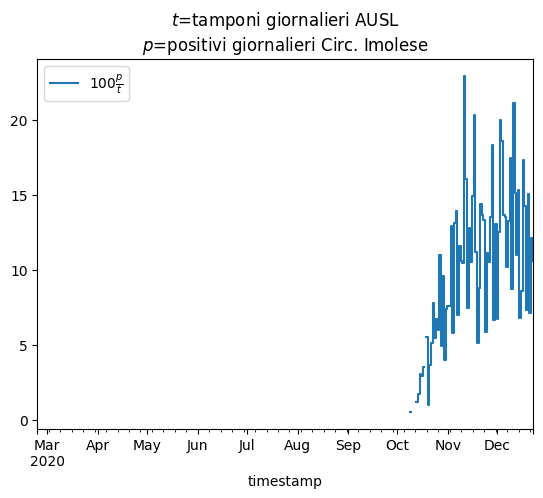 t=tamponi giornalieri AUSL
p=positivi giornalieri Circ. Imolese
100 p/t
20
15
10
5
0
Mar Apr May Jun Jul Aug Sep Oct Nov Dec
2020
timestamp